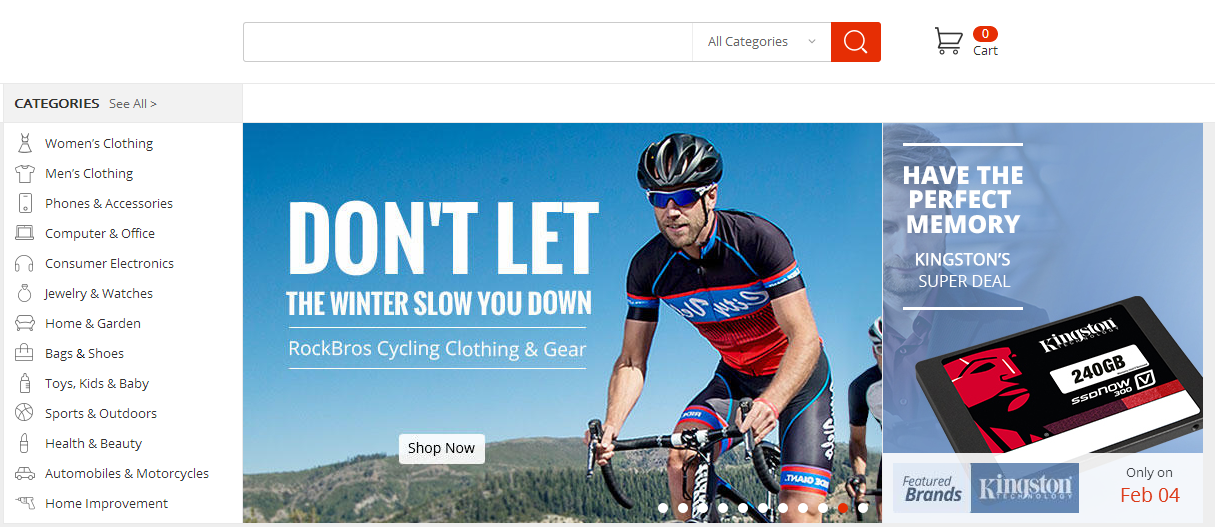 All Categories
0
Cart
CATEGORIES See All >
Women's Clothing
Men's Clothing
Phones & Accessories
Computer & Office
Consumer Electronics
Jewelry & Watches
Home & Garden
Bags & Shoes
Toys, Kids & Baby
Sports & Outdoors
Health & Beauty
Automobiles & Motorcycles
Home Improvement
DON'T LET
THE WINTER SLOW YOU DOWN
RockBros Cycling Clothing & Gear
Shop Now
HAVE THE
PERFECT
MEMORY
KINGSTON'S
SUPER DEAL
Kingston
TECHNOLOGY
240GB
SSDNOW V
300
Featured
Brands
Kingston
TECHNOLOGY
Only on
Feb 04